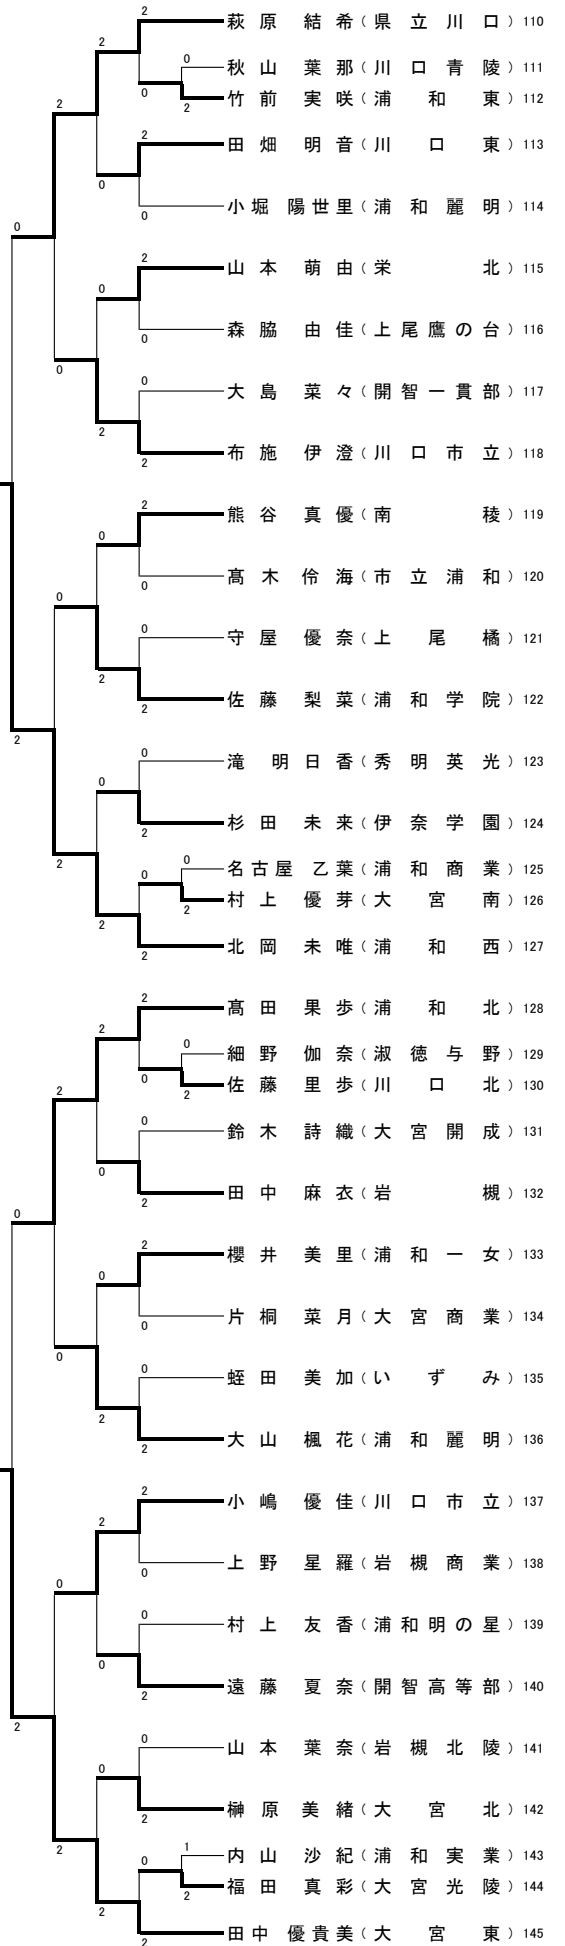 萩原 結希（県立川口）110
秋山 葉那（川口青陵）111
竹前 実咲（浦和東）112
田畑 明音（川口東）113
小堀 陽世里（浦和麗明）114
山本 萌由（栄北）115
森脇 由佳（上尾鷹の台）116
大島 菜々（開智一貫部）117
布施 伊澄（川口市立）118
熊谷 真優（南稜）119
髙木 伶海（市立浦和）120
守屋 優奈（上尾橘）121
佐藤 梨菜（浦和学院）122
滝 明日香（秀明英光）123
杉田 未来（伊奈学園）124
名古屋 乙葉（浦和商業）125
村上 優芽（大宮南）126
北岡 未唯（浦和西）127
髙田 果歩（浦和北）128
細野 伽奈（淑徳与野）129
佐藤 里歩（川口北）130
鈴木 詩織（大宮開成）131
田中 麻衣（岩槻）132
櫻井 美里（浦和一女）133
片桐 菜月（大宮商業）134
蛭田 美加（いずみ）135
大山 楓花（浦和麗明）136
小嶋 優佳（川口市立）137
上野 星羅（岩槻商業）138
村上 友香（浦和明の星）139
遠藤 夏奈（開智高等部）140
山本 葉奈（岩槻北陵）141
榊原 美緒（大宮北）142
内山 沙紀（浦和実業）143
福田 真彩（大宮光陵）144
田中 優貴美（大宮東）145